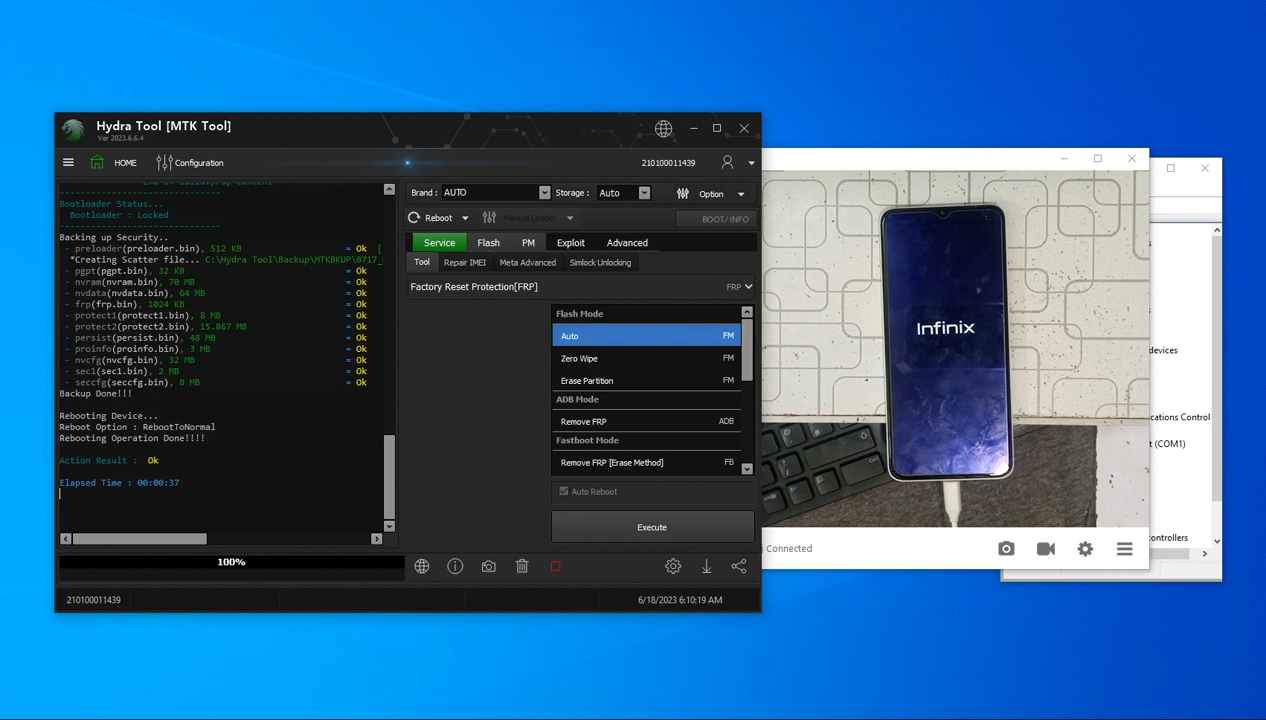 Hydra Tool [MTK Tool]
Ver 2023.6.6.4
HOME
Configuration
210100011439
Bootloader Status...
Bootloader : Locked
Backing up Security..
- preloader(preloader.bin), 512 KB = Ok [
*Creating Scatter file... C:\Hydra Tool\Backup\MTKBKUP\0717_
- pgpt(pgpt.bin), 32 KB = Ok
- nvram(nvram.bin), 70 MB = Ok
- nvdata(nvdata.bin), 64 MB = Ok
- frp(frp.bin), 1024 KB = Ok
- protect1(protect1.bin), 8 MB = Ok
- protect2(protect2.bin), 15.867 MB = Ok
- persist(persist.bin), 48 MB = Ok
- proinfo(proinfo.bin), 3 MB = Ok
- nvcfg(nvcfg.bin), 32 MB = Ok
- sec1(sec1.bin), 2 MB = Ok
- seccfg(seccfg.bin), 8 MB = Ok
Backup Done!!!
Rebooting Device...
Reboot Option : RebootToNormal
Rebooting Operation Done!!!!
Action Result : Ok
Elapsed Time : 00:00:37
100%
210100011439
6/18/2023 6:10:19 AM
Brand : AUTO Storage : Auto Option
Reboot Manual Loader BOOT/ INFO
Service Flash PM Exploit Advanced
Tool Repair IMEI Meta Advanced Simlock Unlocking
Factory Reset Protection[FRP] FRP
Flash Mode
Auto FM
Zero Wipe FM
Erase Partition FM
ADB Mode
Remove FRP ADB
Fastboot Mode
Remove FRP [Erase Method] FB
Auto Reboot
Execute
Infinix
Connected
devices
cations Control
(COM1)
controllers